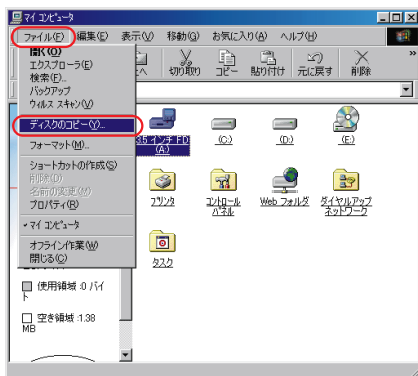 マイ コンピュータ
ファイル(F) 編集(E) 表示(V) 移動(G) お気に入り(A) ヘルプ(H)
開く(O)
エクスプローラ(E)
検索(F)...
バックアップ
ウイルス スキャン(V)
ディスクのコピー(Y)...
フォーマット(M)...
ショートカットの作成(S)
削除(D)
名前の変更(M)
プロパティ(R)
マイ コンピュータ
オフライン作業(W)
閉じる(C)
へ 切り取り コピー 貼り付け 元に戻す 削除 »
3.5 インチ FD (A:) (C:) (D:) (E:)
プリンタ コントロール パネル Web フォルダ ダイヤルアップ ネットワーク
タスク
使用領域 :0 バイ
ト
空き領域 :1.38
MB